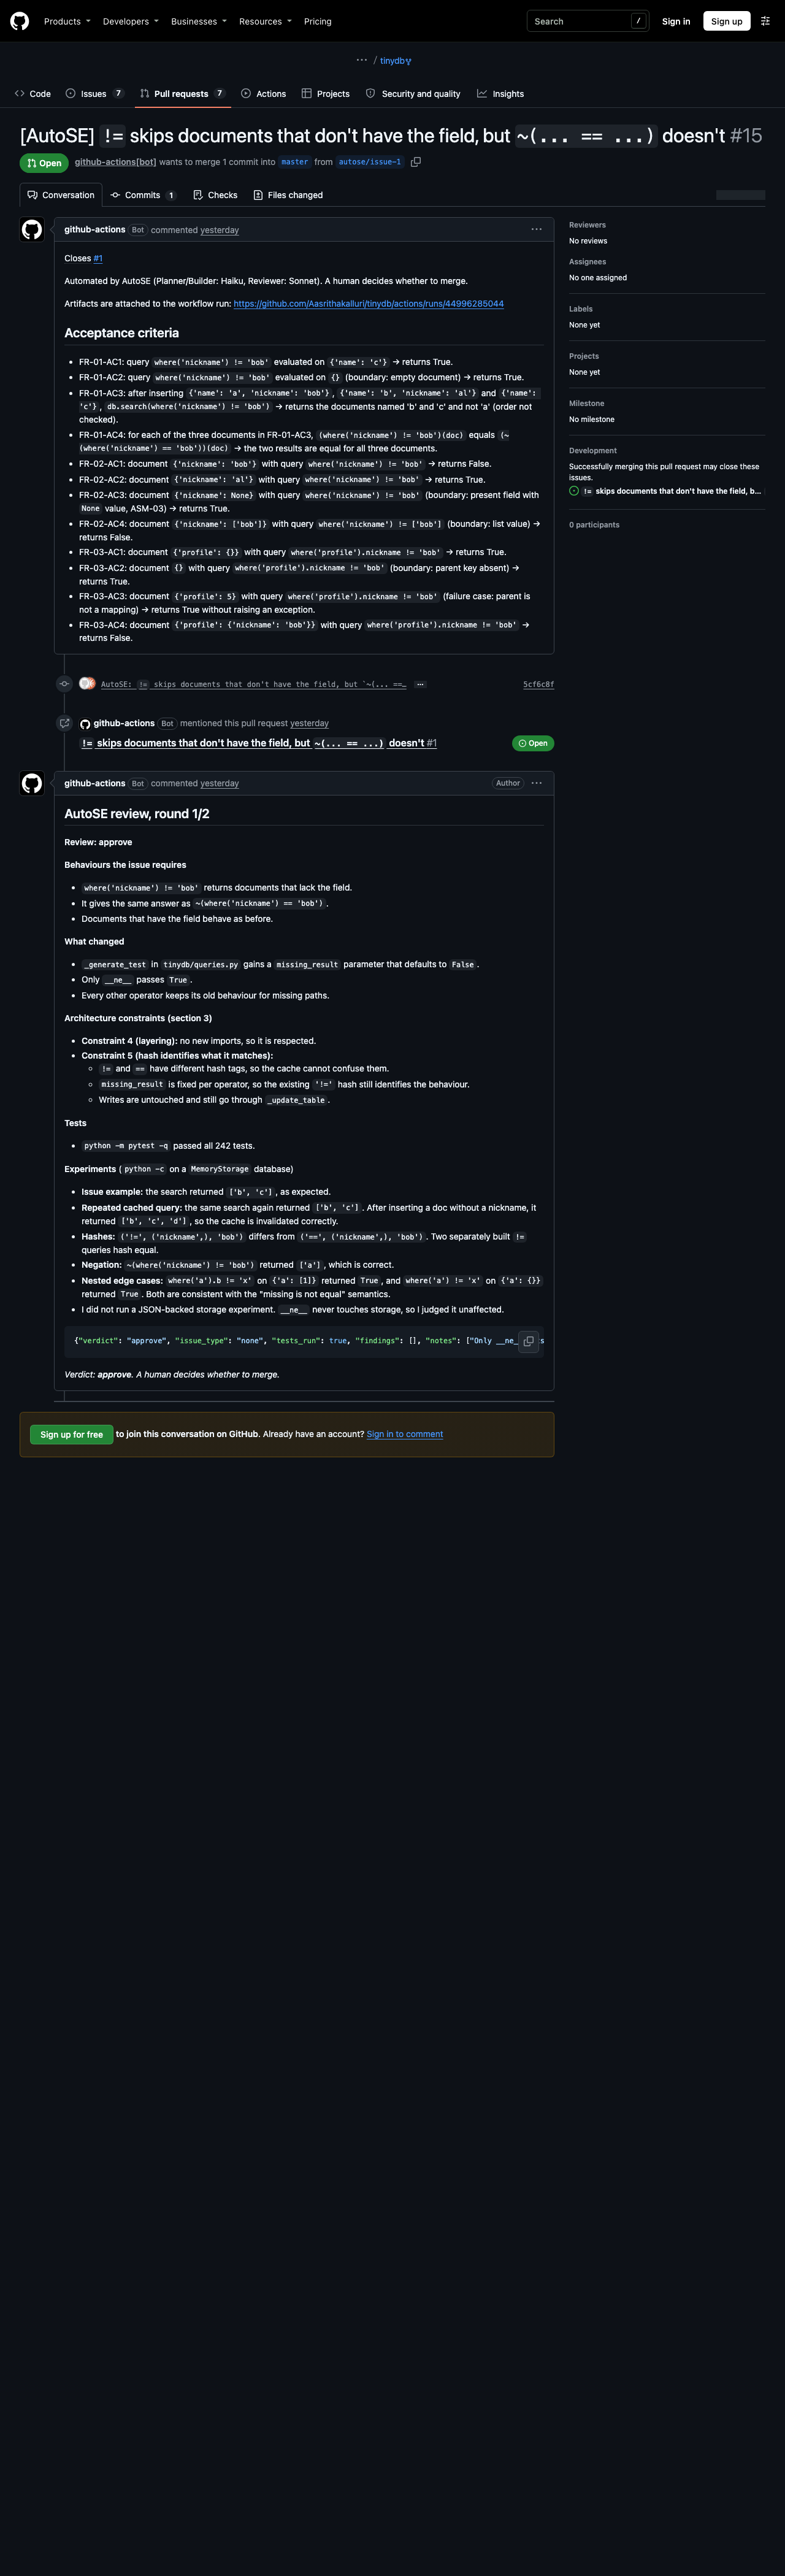 Products
Developers
Businesses
Resources
Pricing
Search
/
Sign in
Sign up
··· / tinydb
Code
Issues 7
Pull requests 7
Actions
Projects
Security and quality
Insights
[AutoSE] != skips documents that don't have the field, but ~(... == ...) doesn't #15
Open
github-actions[bot] wants to merge 1 commit into master from autose/issue-1
Conversation
Commits 1
Checks
Files changed
github-actions Bot commented yesterday
···
Closes #1
Automated by AutoSE (Planner/Builder: Haiku, Reviewer: Sonnet). A human decides whether to merge.
Artifacts are attached to the workflow run: https://github.com/Aasrithakalluri/tinydb/actions/runs/44996285044
Acceptance criteria
FR-01-AC1: query where('nickname') != 'bob' evaluated on {'name': 'c'} → returns True.
FR-01-AC2: query where('nickname') != 'bob' evaluated on {} (boundary: empty document) → returns True.
FR-01-AC3: after inserting {'name': 'a', 'nickname': 'bob'} , {'name': 'b', 'nickname': 'al'} and {'name':
'c'} , db.search(where('nickname') != 'bob') → returns the documents named 'b' and 'c' and not 'a' (order not
checked).
FR-01-AC4: for each of the three documents in FR-01-AC3, (where('nickname') != 'bob')(doc) equals (~
(where('nickname') == 'bob'))(doc) → the two results are equal for all three documents.
FR-02-AC1: document {'nickname': 'bob'} with query where('nickname') != 'bob' → returns False.
FR-02-AC2: document {'nickname': 'al'} with query where('nickname') != 'bob' → returns True.
FR-02-AC3: document {'nickname': None} with query where('nickname') != 'bob' (boundary: present field with
None value, ASM-03) → returns True.
FR-02-AC4: document {'nickname': ['bob']} with query where('nickname') != ['bob'] (boundary: list value) →
returns False.
FR-03-AC1: document {'profile': {}} with query where('profile').nickname != 'bob' → returns True.
FR-03-AC2: document {} with query where('profile').nickname != 'bob' (boundary: parent key absent) →
returns True.
FR-03-AC3: document {'profile': 5} with query where('profile').nickname != 'bob' (failure case: parent is
not a mapping) → returns True without raising an exception.
FR-03-AC4: document {'profile': {'nickname': 'bob'}} with query where('profile').nickname != 'bob' →
returns False.
AutoSE: != skips documents that don't have the field, but `~(... ==… ··· 5cf6c8f
github-actions Bot mentioned this pull request yesterday
!= skips documents that don't have the field, but ~(... == ...) doesn't #1
Open
github-actions Bot commented yesterday
Author ···
AutoSE review, round 1/2
Review: approve
Behaviours the issue requires
where('nickname') != 'bob' returns documents that lack the field.
It gives the same answer as ~(where('nickname') == 'bob') .
Documents that have the field behave as before.
What changed
_generate_test in tinydb/queries.py gains a missing_result parameter that defaults to False .
Only __ne__ passes True .
Every other operator keeps its old behaviour for missing paths.
Architecture constraints (section 3)
Constraint 4 (layering): no new imports, so it is respected.
Constraint 5 (hash identifies what it matches):
!= and == have different hash tags, so the cache cannot confuse them.
missing_result is fixed per operator, so the existing '!=' hash still identifies the behaviour.
Writes are untouched and still go through _update_table .
Tests
python -m pytest -q passed all 242 tests.
Experiments ( python -c on a MemoryStorage database)
Issue example: the search returned ['b', 'c'] , as expected.
Repeated cached query: the same search again returned ['b', 'c'] . After inserting a doc without a nickname, it
returned ['b', 'c', 'd'] , so the cache is invalidated correctly.
Hashes: ('!=', ('nickname',), 'bob') differs from ('==', ('nickname',), 'bob') . Two separately built !=
queries hash equal.
Negation: ~(where('nickname') != 'bob') returned ['a'] , which is correct.
Nested edge cases: where('a').b != 'x' on {'a': [1]} returned True , and where('a') != 'x' on {'a': {}}
returned True . Both are consistent with the "missing is not equal" semantics.
I did not run a JSON-backed storage experiment. __ne__ never touches storage, so I judged it unaffected.
{"verdict": "approve", "issue_type": "none", "tests_run": true, "findings": [], "notes": ["Only __ne_
Verdict: approve. A human decides whether to merge.
Sign up for free to join this conversation on GitHub. Already have an account? Sign in to comment
Reviewers
No reviews
Assignees
No one assigned
Labels
None yet
Projects
None yet
Milestone
No milestone
Development
Successfully merging this pull request may close these
issues.
!= skips documents that don't have the field, b…
0 participants